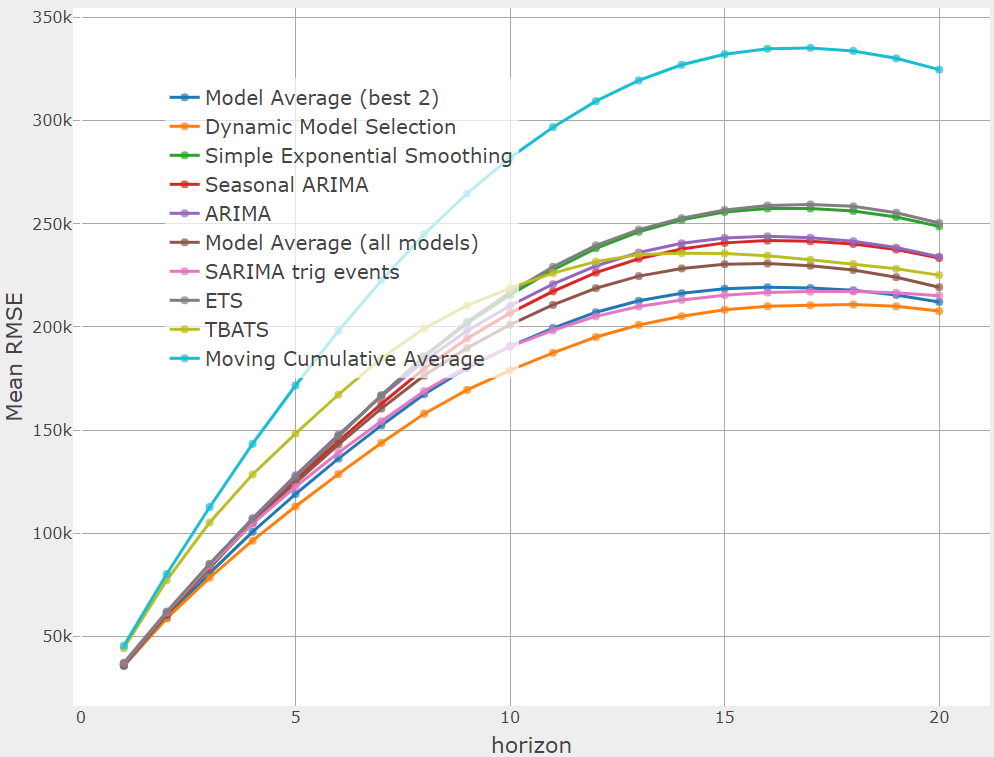 350k
300k
250k
200k
150k
100k
50k
Mean RMSE
Model Average (best 2)
Dynamic Model Selection
Simple Exponential Smoothing
Seasonal ARIMA
ARIMA
Model Average (all models)
SARIMA trig events
ETS
TBATS
Moving Cumulative Average
0 5 10 15 20
horizon